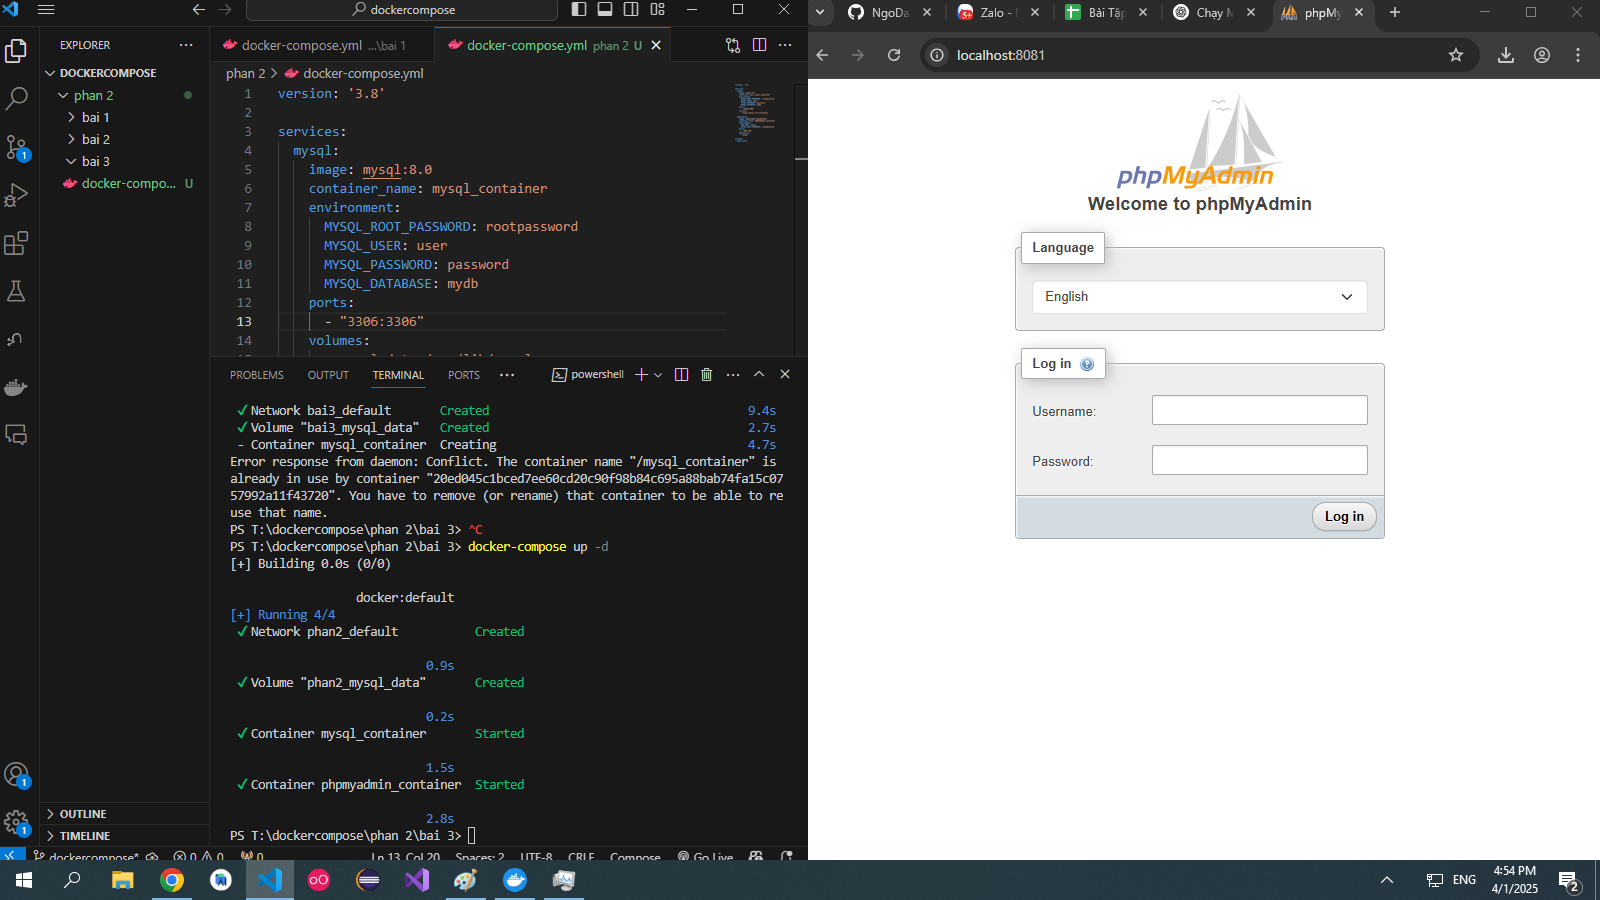 dockercompose
EXPLORER
DOCKERCOMPOSE
phan 2
bai 1
bai 2
bai 3
docker-compo... U
OUTLINE
TIMELINE
1
1
1
docker-compose.yml ...\bai 1
docker-compose.yml phan 2 U
phan 2 > docker-compose.yml
1 version: '3.8'
2
3 services:
4 mysql:
5 image: mysql:8.0
6 container_name: mysql_container
7 environment:
8 MYSQL_ROOT_PASSWORD: rootpassword
9 MYSQL_USER: user
10 MYSQL_PASSWORD: password
11 MYSQL_DATABASE: mydb
12 ports:
13 - "3306:3306"
14 volumes:
PROBLEMS OUTPUT TERMINAL PORTS ... powershell
✓ Network bai3_default Created 9.4s
✓ Volume "bai3_mysql_data" Created 2.7s
- Container mysql_container Creating 4.7s
Error response from daemon: Conflict. The container name "/mysql_container" is
already in use by container "20ed045c1bced7ee60cd20c90f98b84c695a88bab74fa15c07
57992a11f43720". You have to remove (or rename) that container to be able to re
use that name.
PS T:\dockercompose\phan 2\bai 3> ^C
PS T:\dockercompose\phan 2\bai 3> docker-compose up -d
[+] Building 0.0s (0/0)
docker:default
[+] Running 4/4
✓ Network phan2_default Created
0.9s
✓ Volume "phan2_mysql_data" Created
0.2s
✓ Container mysql_container Started
1.5s
✓ Container phpmyadmin_container Started
2.8s
PS T:\dockercompose\phan 2\bai 3>
dockercompose* 0 0 0 Ln 13, Col 20 Spaces: 2 UTF-8 CRLF Compose Go Live
NgoDa
Zalo -
Bài Tập
Chạy M
phpMy
localhost:8081
phpMyAdmin
Welcome to phpMyAdmin
Language
English
Log in
Username:
Password:
Log in
ENG
4:54 PM
4/1/2025
2